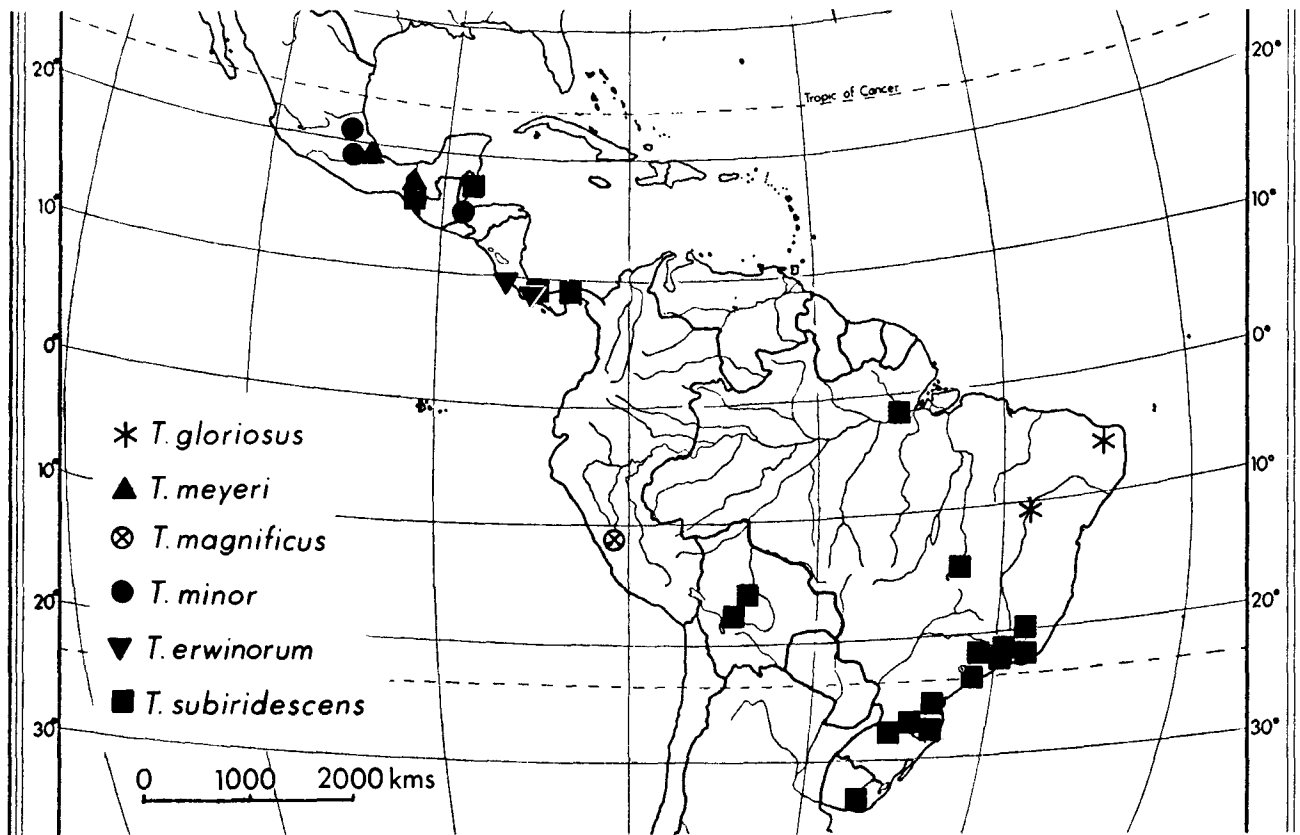 Tropic of Cancer
20° 20°
10° 10°
0° 0°
10° 10°
20° 20°
30° 30°
T. gloriosus
T. meyeri
T. magnificus
T. minor
T. erwinorum
T. subiridescens
0 1000 2000 kms